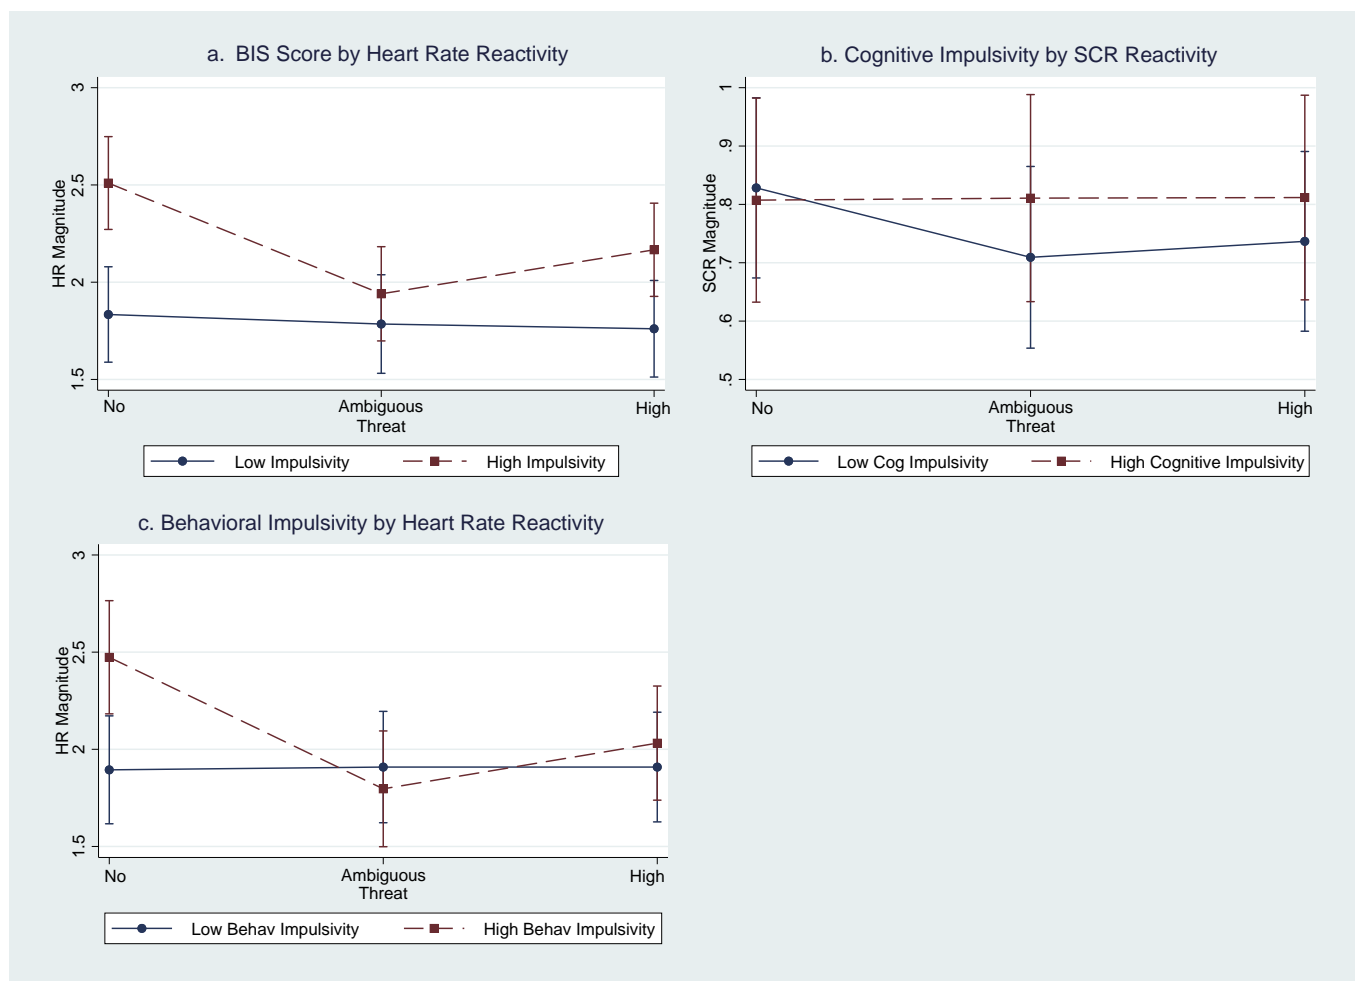 a. BIS Score by Heart Rate Reactivity
3
2.5
2
1.5
HR Magnitude
No
Ambiguous
High
Threat
Low Impulsivity
High Impulsivity
b. Cognitive Impulsivity by SCR Reactivity
1
.9
.8
.7
.6
.5
SCR Magnitude
No
Ambiguous
High
Threat
Low Cog Impulsivity
High Cognitive Impulsivity
c. Behavioral Impulsivity by Heart Rate Reactivity
3
2.5
2
1.5
HR Magnitude
No
Ambiguous
High
Threat
Low Behav Impulsivity
High Behav Impulsivity